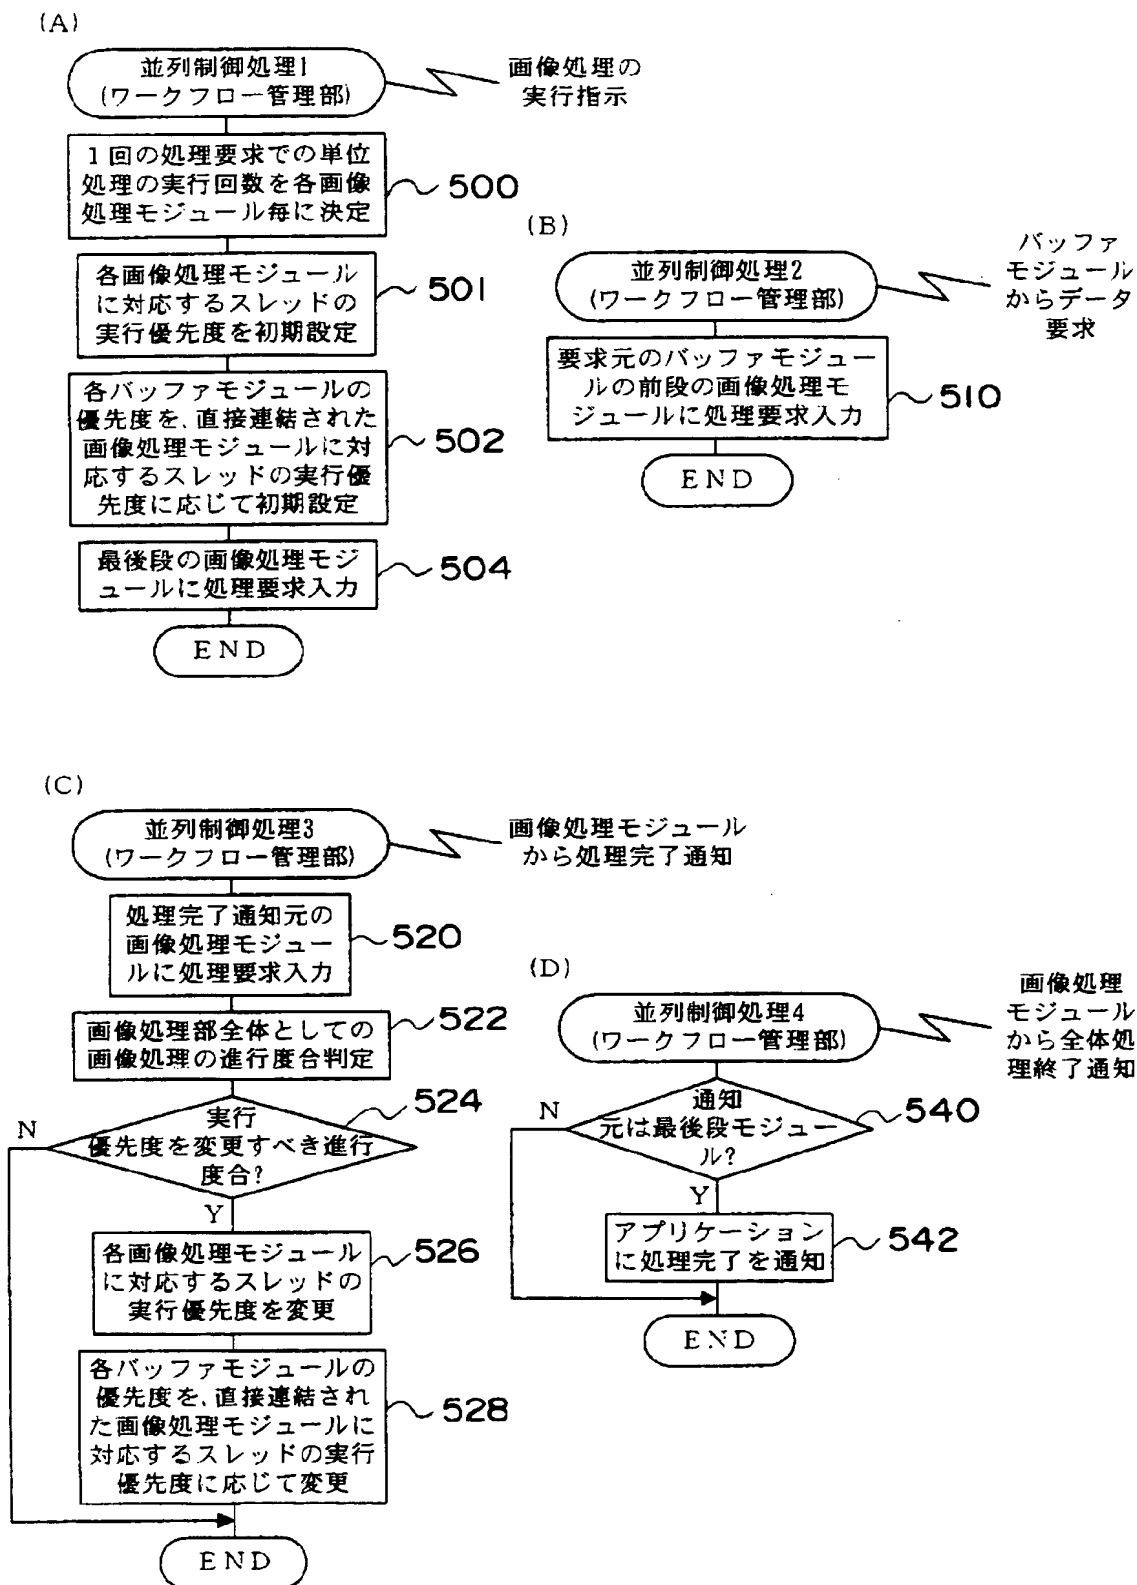 (A)
並列制御処理1
(ワークフロー管理部)
画像処理の
実行指示
1回の処理要求での単位
処理の実行回数を各画像
処理モジュール毎に決定
500
各画像処理モジュール
に対応するスレッドの
実行優先度を初期設定
501
各バッファモジュールの
優先度を、直接連結された
画像処理モジュールに対
応するスレッドの実行優
先度に応じて初期設定
502
最後段の画像処理モジ
ュールに処理要求入力
504
END
(B)
並列制御処理2
(ワークフロー管理部)
バッファ
モジュール
からデータ
要求
要求元のバッファモジュー
ルの前段の画像処理モ
ジュールに処理要求入力
510
END
(C)
並列制御処理3
(ワークフロー管理部)
画像処理モジュール
から処理完了通知
処理完了通知元の
画像処理モジュー
ルに処理要求入力
520
画像処理部全体としての
画像処理の進行度合判定
522
実行
優先度を変更すべき進行
度合?
524
N
Y
各画像処理モジュール
に対応するスレッドの
実行優先度を変更
526
各バッファモジュールの
優先度を、直接連結され
た画像処理モジュールに
対応するスレッドの実行
優先度に応じて変更
528
END
(D)
並列制御処理4
(ワークフロー管理部)
画像処理
モジュール
から全体処
理終了通知
通知
元は最後段モジュー
ル?
540
N
Y
アプリケーション
に処理完了を通知
542
END